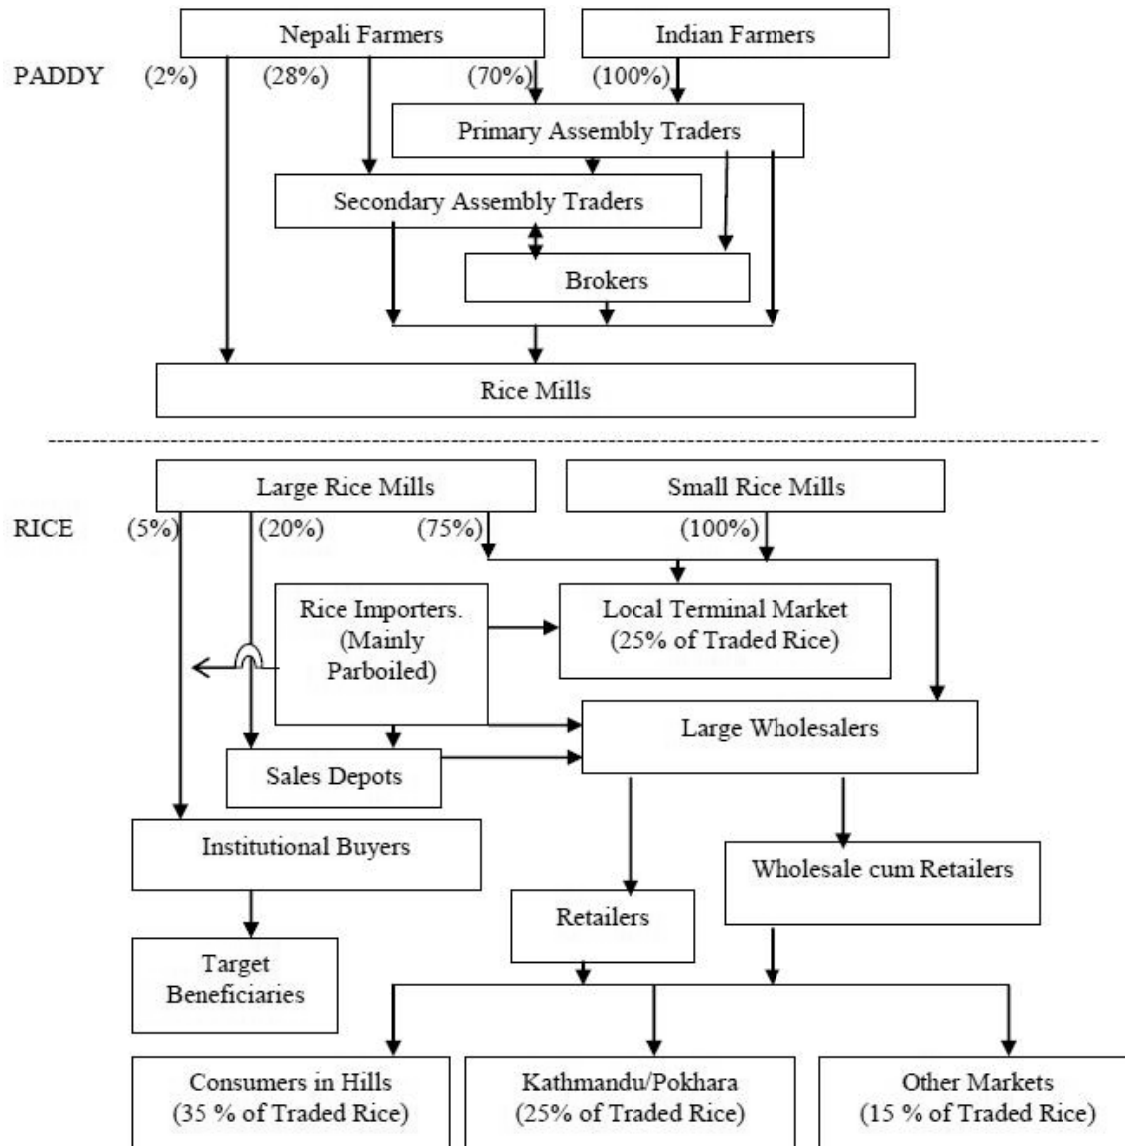 Nepali Farmers
Indian Farmers
PADDY
(2%)
(28%)
(70%)
(100%)
Primary Assembly Traders
Secondary Assembly Traders
Brokers
Rice Mills
Large Rice Mills
Small Rice Mills
RICE
(5%)
(20%)
(75%)
(100%)
Rice Importers.
(Mainly
Parboiled)
Local Terminal Market
(25% of Traded Rice)
Large Wholesalers
Sales Depots
Institutional Buyers
Wholesale cum Retailers
Retailers
Target
Beneficiaries
Consumers in Hills
(35 % of Traded Rice)
Kathmandu/Pokhara
(25% of Traded Rice)
Other Markets
(15 % of Traded Rice)